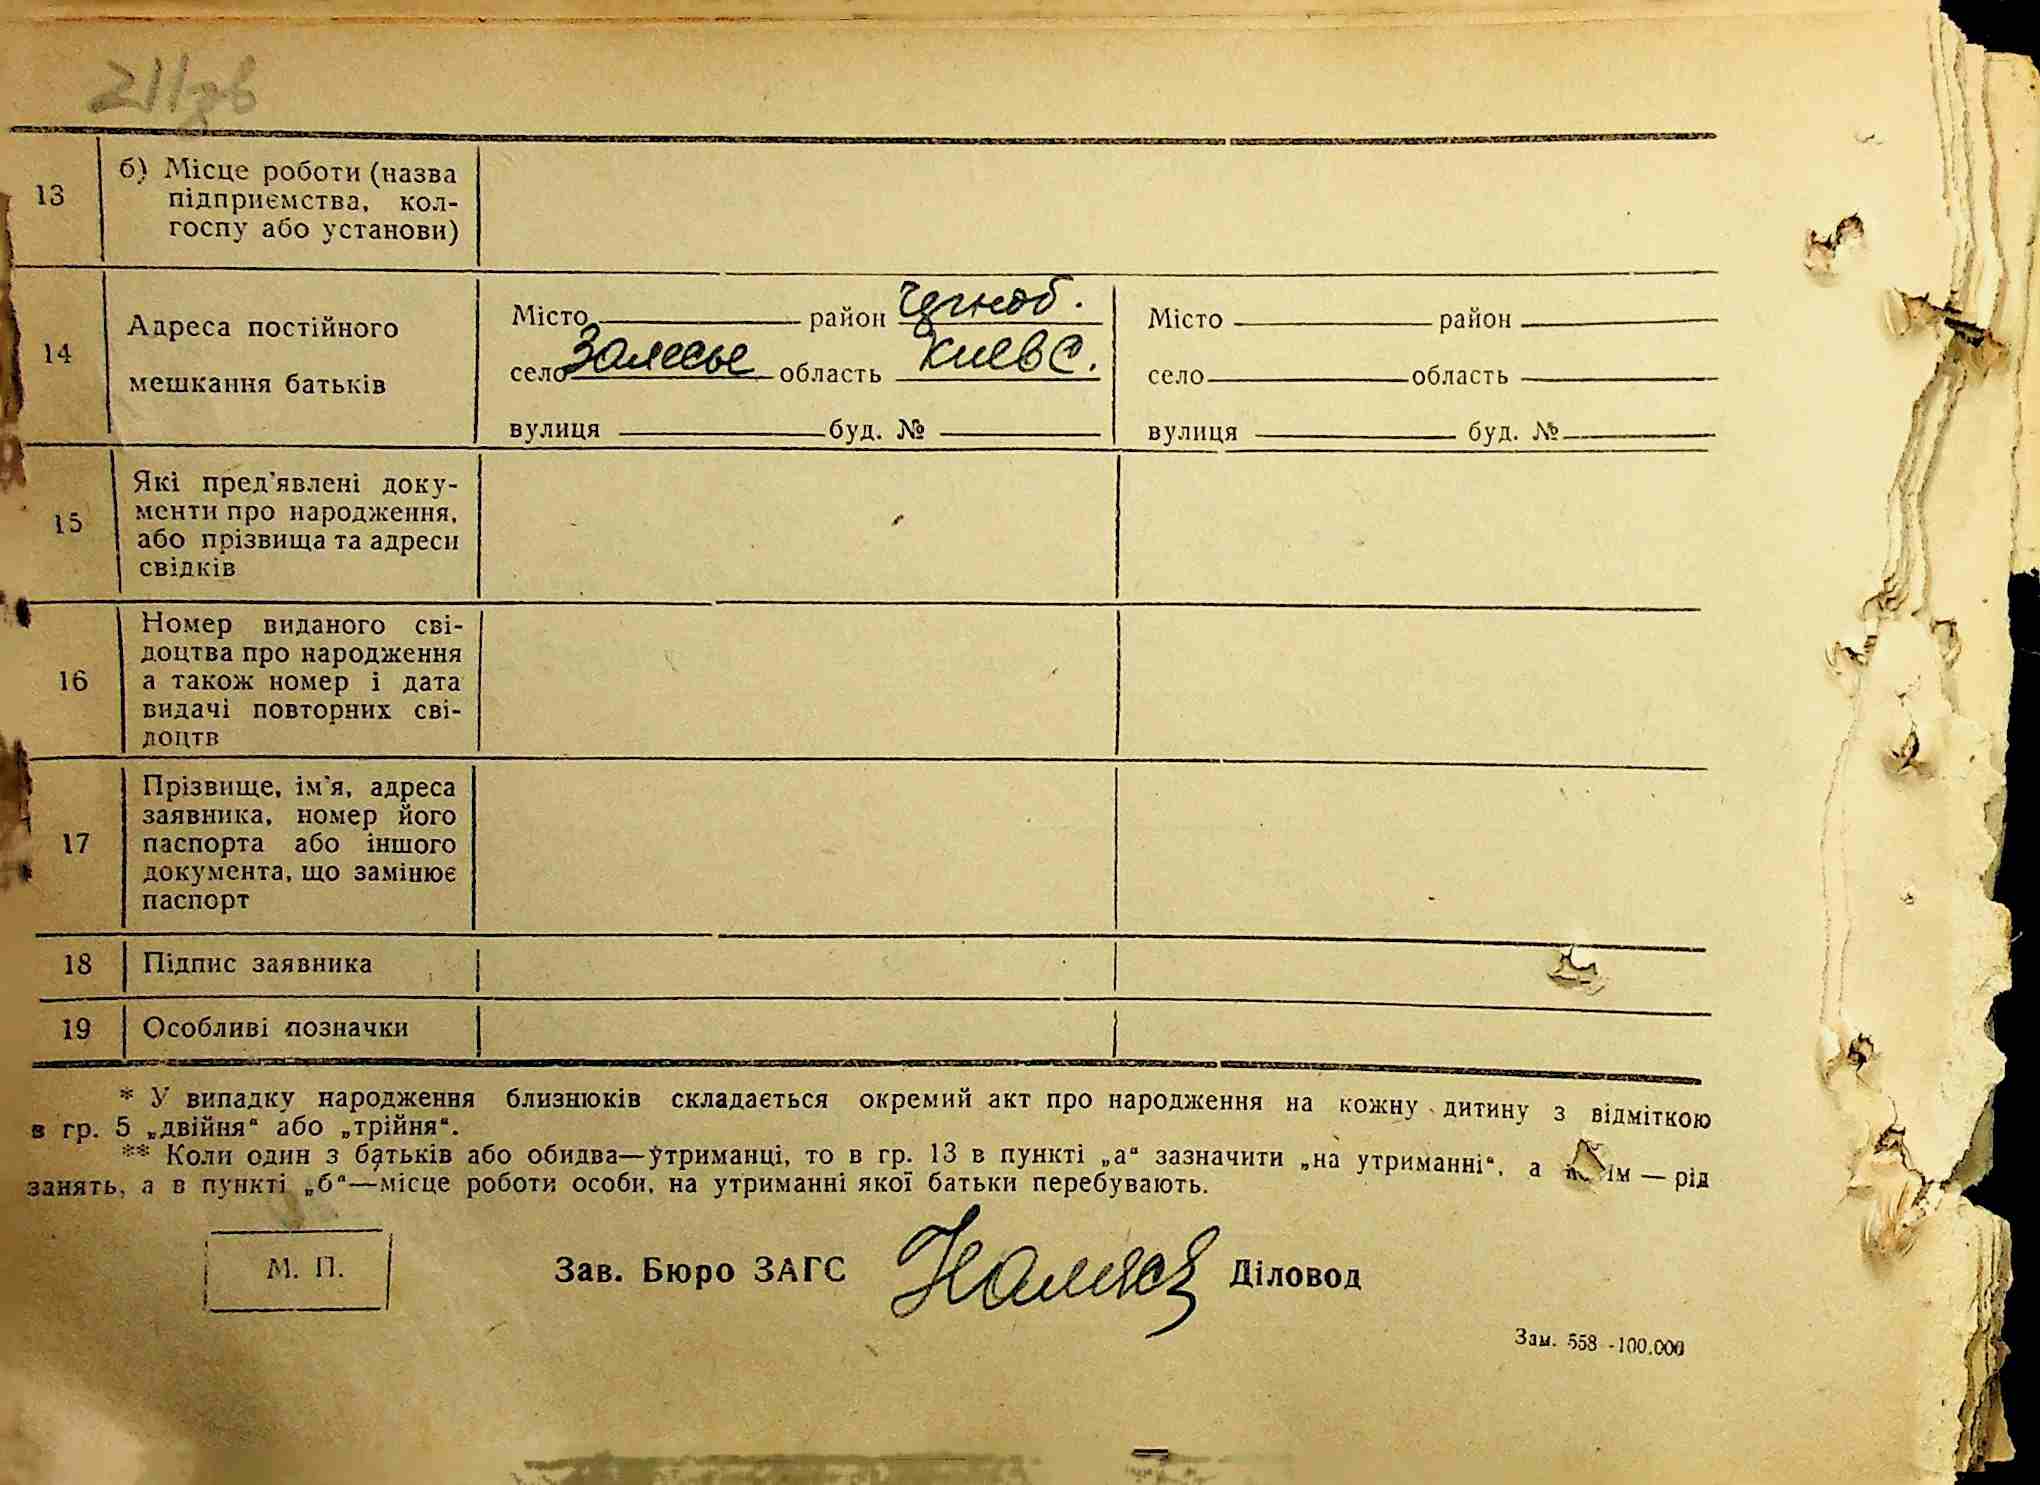 211зв
13
б) Місце роботи (назва
підприємства, кол-
госпу або установи)
14
Адреса постійного
мешкання батьків
Місто район Черноб.
село Залесье область Киевс.
вулиця буд. №
Місто район
село область
вулиця буд. №
15
Які пред'явлені доку-
менти про народження,
або прізвища та адреси
свідків
16
Номер виданого сві-
доцтва про народження
а також номер і дата
видачі повторних сві-
доцтв
17
Прізвище, ім'я, адреса
заявника, номер його
паспорта або іншого
документа, що замінює
паспорт
18 Підпис заявника
19 Особливі позначки
* У випадку народження близнюків складається окремий акт про народження на кожну дитину з відміткою
в гр. 5 „двійня“ або „трійня“.
** Коли один з батьків або обидва—утриманці, то в гр. 13 в пункті „а“ зазначити „на утриманні“, а — рід
занять, а в пункті „б“—місце роботи особи, на утриманні якої батьки перебувають.
М. П.
Зав. Бюро ЗАГС Діловод
Зам. 558 -100.000